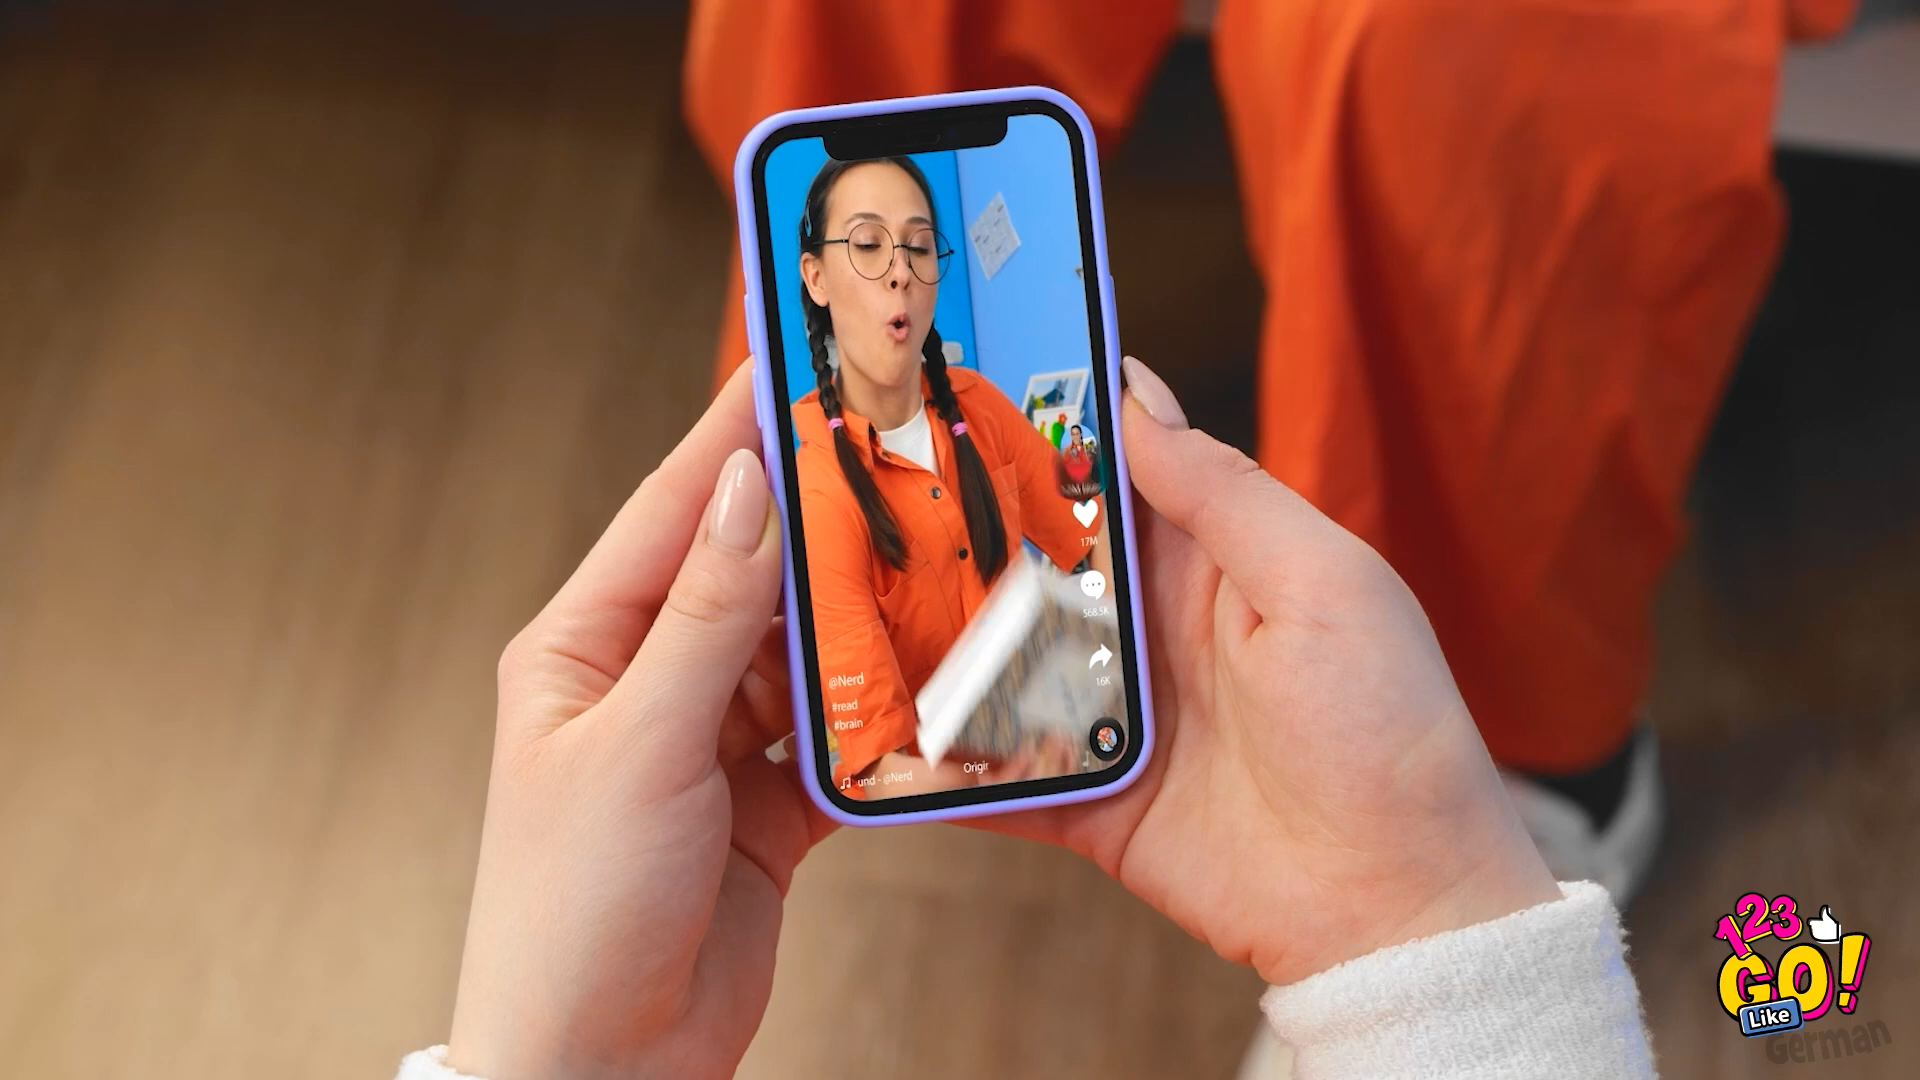 17M
568.5K
16K
@Nerd
#read
#brain
und - @Nerd
Origir
123
GO!
Like
German